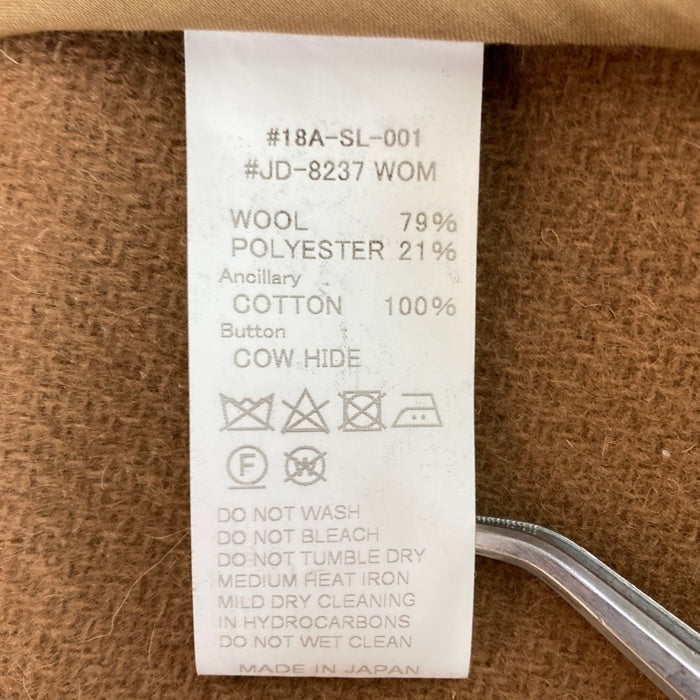 #18A-SL-001
#JD-8237 WOM
WOOL 79%
POLYESTER 21%
Ancillary
COTTON 100%
Button
COW HIDE
F W
DO NOT WASH
DO NOT BLEACH
DO NOT TUMBLE DRY
MEDIUM HEAT IRON
MILD DRY CLEANING
IN HYDROCARBONS
DO NOT WET CLEAN
MADE IN JAPAN